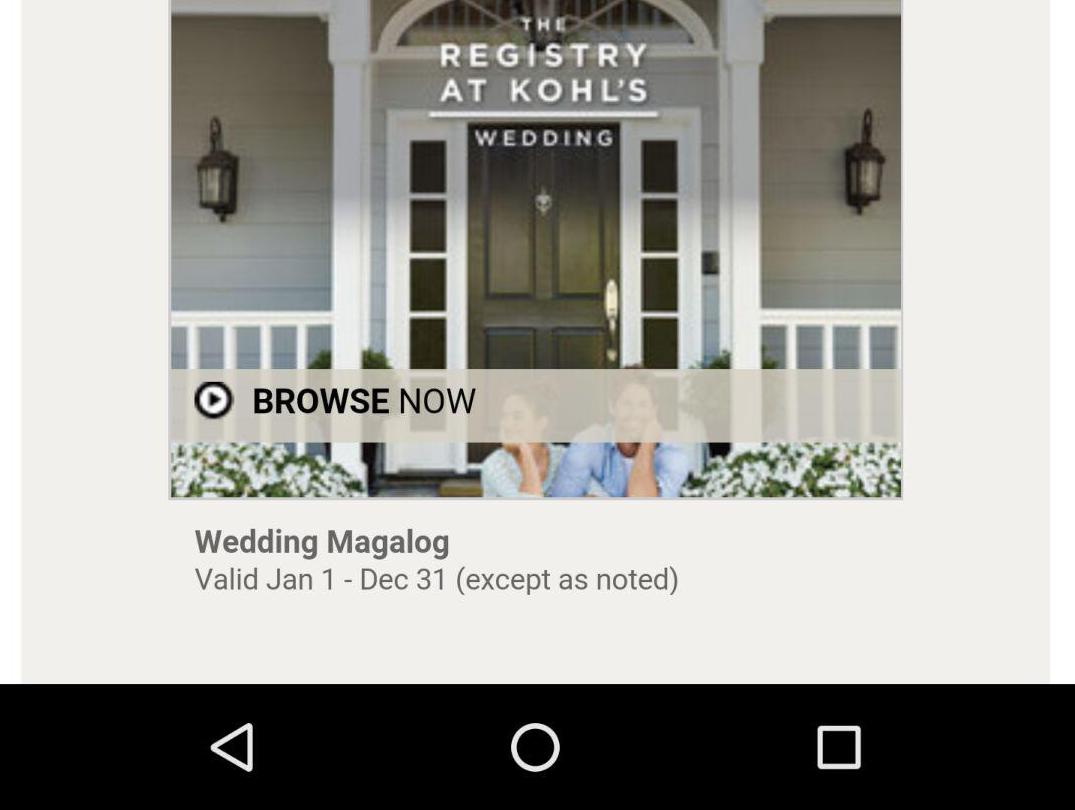 THE
REGISTRY
AT KOHL'S
WEDDING
BROWSE NOW
Wedding Magalog
Valid Jan 1 - Dec 31 (except as noted)